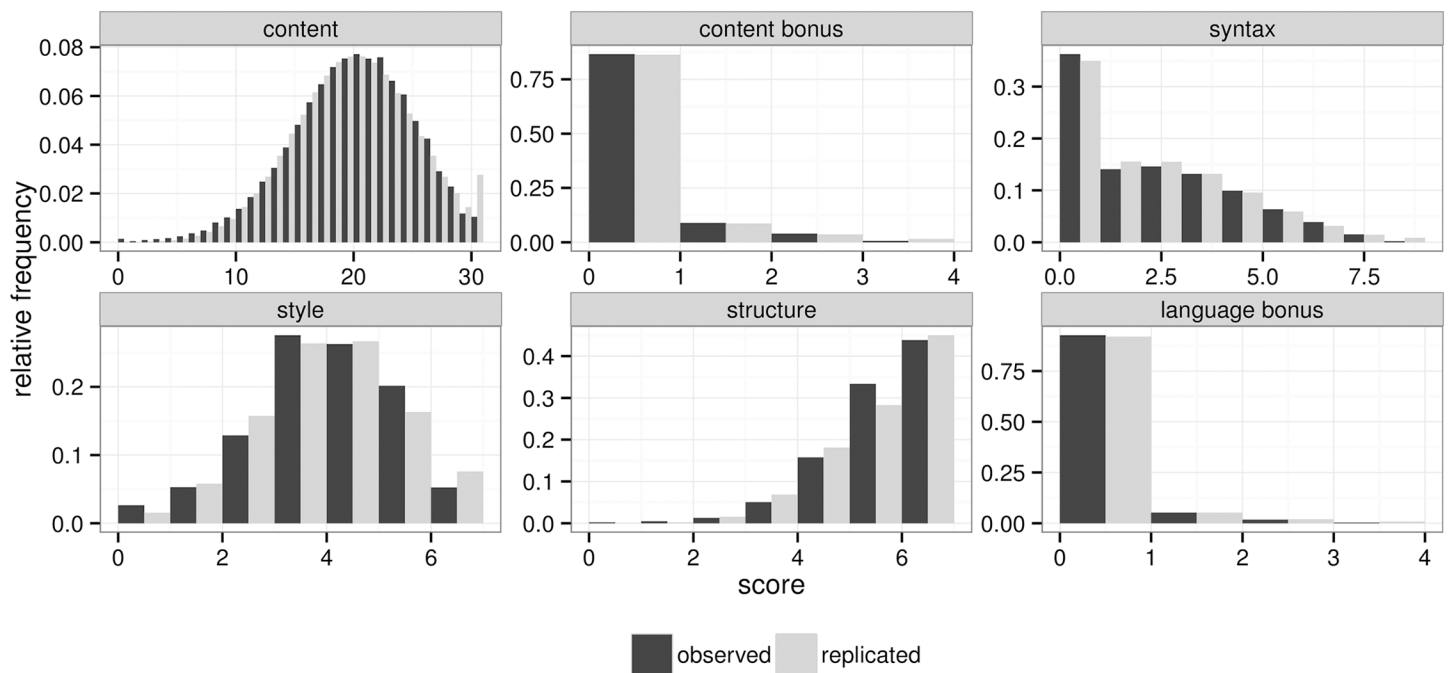 content
content bonus
syntax
0.08
0.06
0.04
0.02
0.00
0 10 20 30
0.75
0.50
0.25
0.00
0 1 2 3 4
0.3
0.2
0.1
0.0
0.0 2.5 5.0 7.5
relative frequency
style
structure
language bonus
0.2
0.1
0.0
0 2 4 6
0.4
0.3
0.2
0.1
0.0
0 2 4 6
0.75
0.50
0.25
0.00
0 1 2 3 4
score
observed replicated